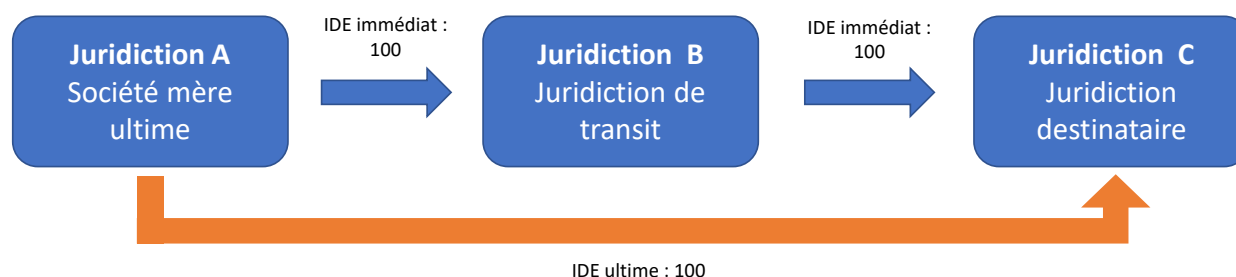 Juridiction A
Société mère
ultime
IDE immédiat :
100
Juridiction B
Juridiction de
transit
IDE immédiat :
100
Juridiction C
Juridiction
destinataire
IDE ultime : 100